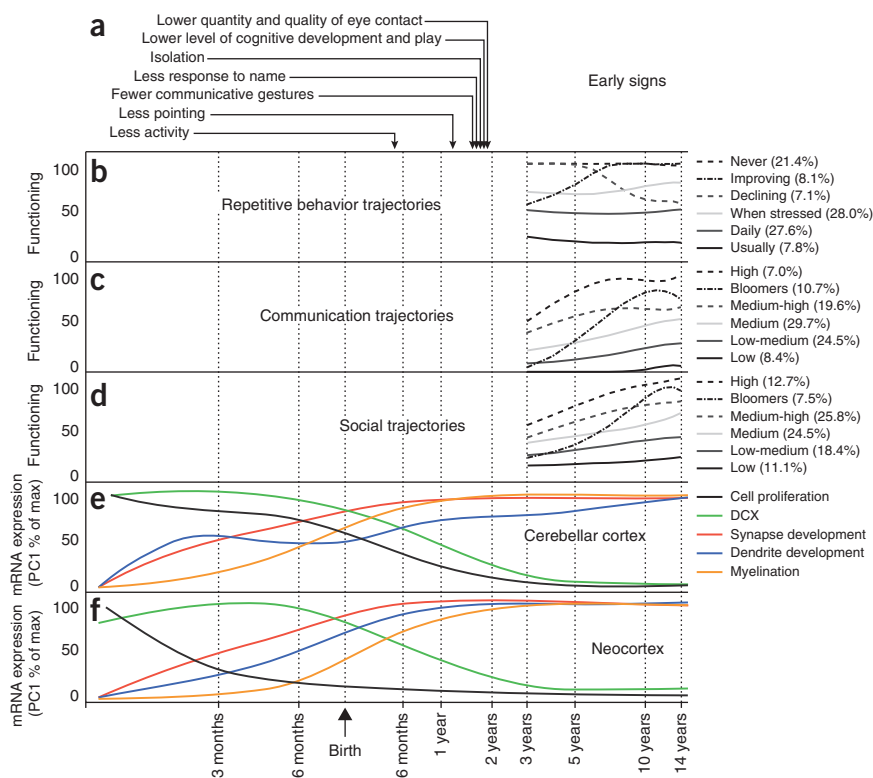 a
Lower quantity and quality of eye contact
Lower level of cognitive development and play
Isolation
Less response to name
Fewer communicative gestures
Less pointing
Less activity
Early signs
b
Functioning
100
50
0
Repetitive behavior trajectories
Never (21.4%)
Improving (8.1%)
Declining (7.1%)
When stressed (28.0%)
Daily (27.6%)
Usually (7.8%)
c
Functioning
100
50
0
Communication trajectories
High (7.0%)
Bloomers (10.7%)
Medium-high (19.6%)
Medium (29.7%)
Low-medium (24.5%)
Low (8.4%)
d
Functioning
100
50
0
Social trajectories
High (12.7%)
Bloomers (7.5%)
Medium-high (25.8%)
Medium (24.5%)
Low-medium (18.4%)
Low (11.1%)
e
mRNA expression
(PC1 % of max)
100
50
0
Cerebellar cortex
Cell proliferation
DCX
Synapse development
Dendrite development
Myelination
f
mRNA expression
(PC1 % of max)
100
50
0
Neocortex
3 months
6 months
Birth
6 months
1 year
2 years
3 years
5 years
10 years
14 years